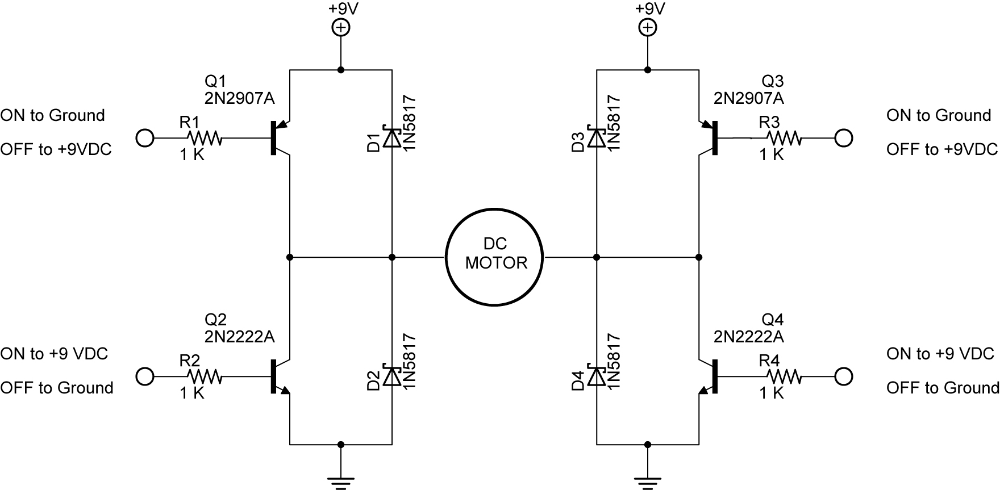 +9V
+9V
Q1
2N2907A
Q3
2N2907A
ON to Ground
OFF to +9VDC
R1
1 K
D1
1N5817
D3
1N5817
R3
1 K
ON to Ground
OFF to +9VDC
DC
MOTOR
Q2
2N2222A
Q4
2N2222A
ON to +9 VDC
OFF to Ground
R2
1 K
D2
1N5817
D4
1N5817
R4
1 K
ON to +9 VDC
OFF to Ground